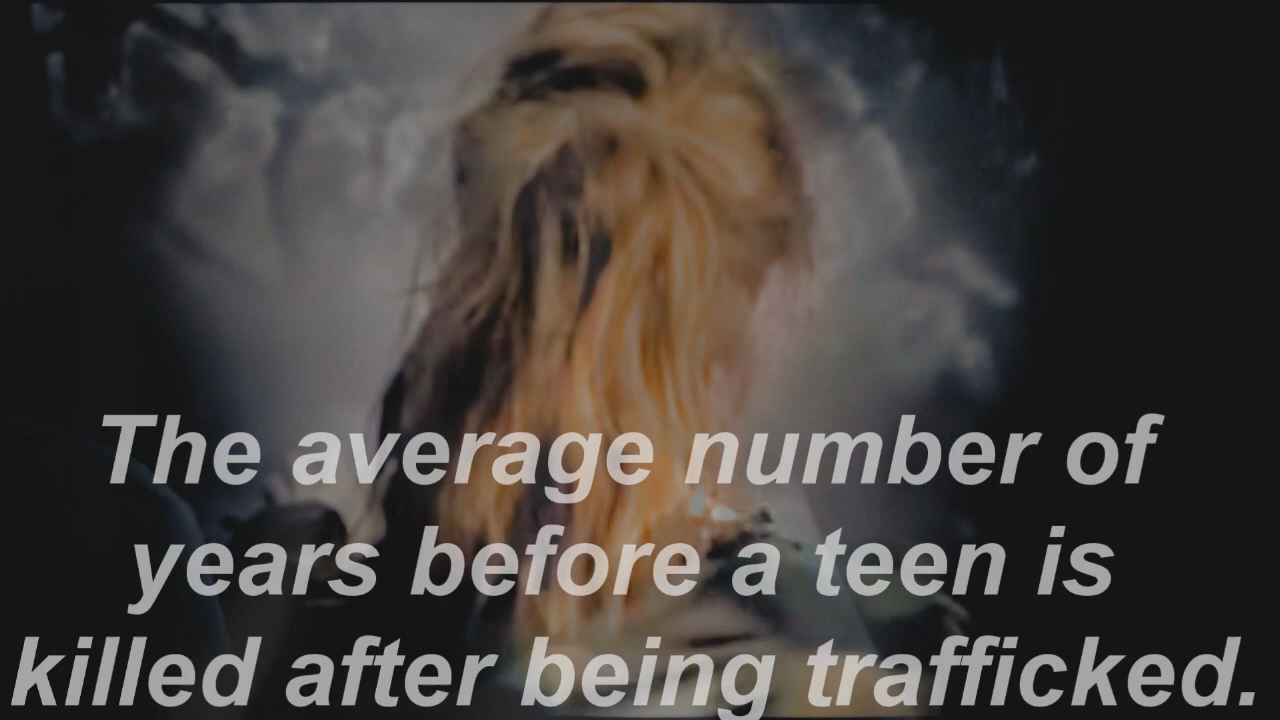 The average number of
years before a teen is
killed after being trafficked.